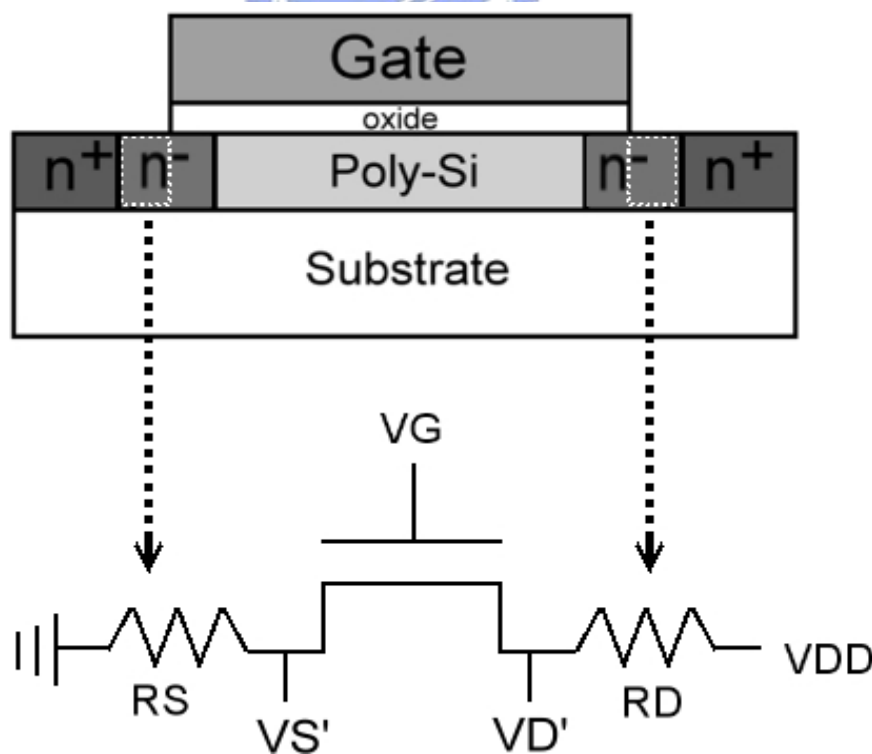 Gate
oxide
n+ n- Poly-Si n- n+
Substrate
VG
RS VS' VD' RD VDD